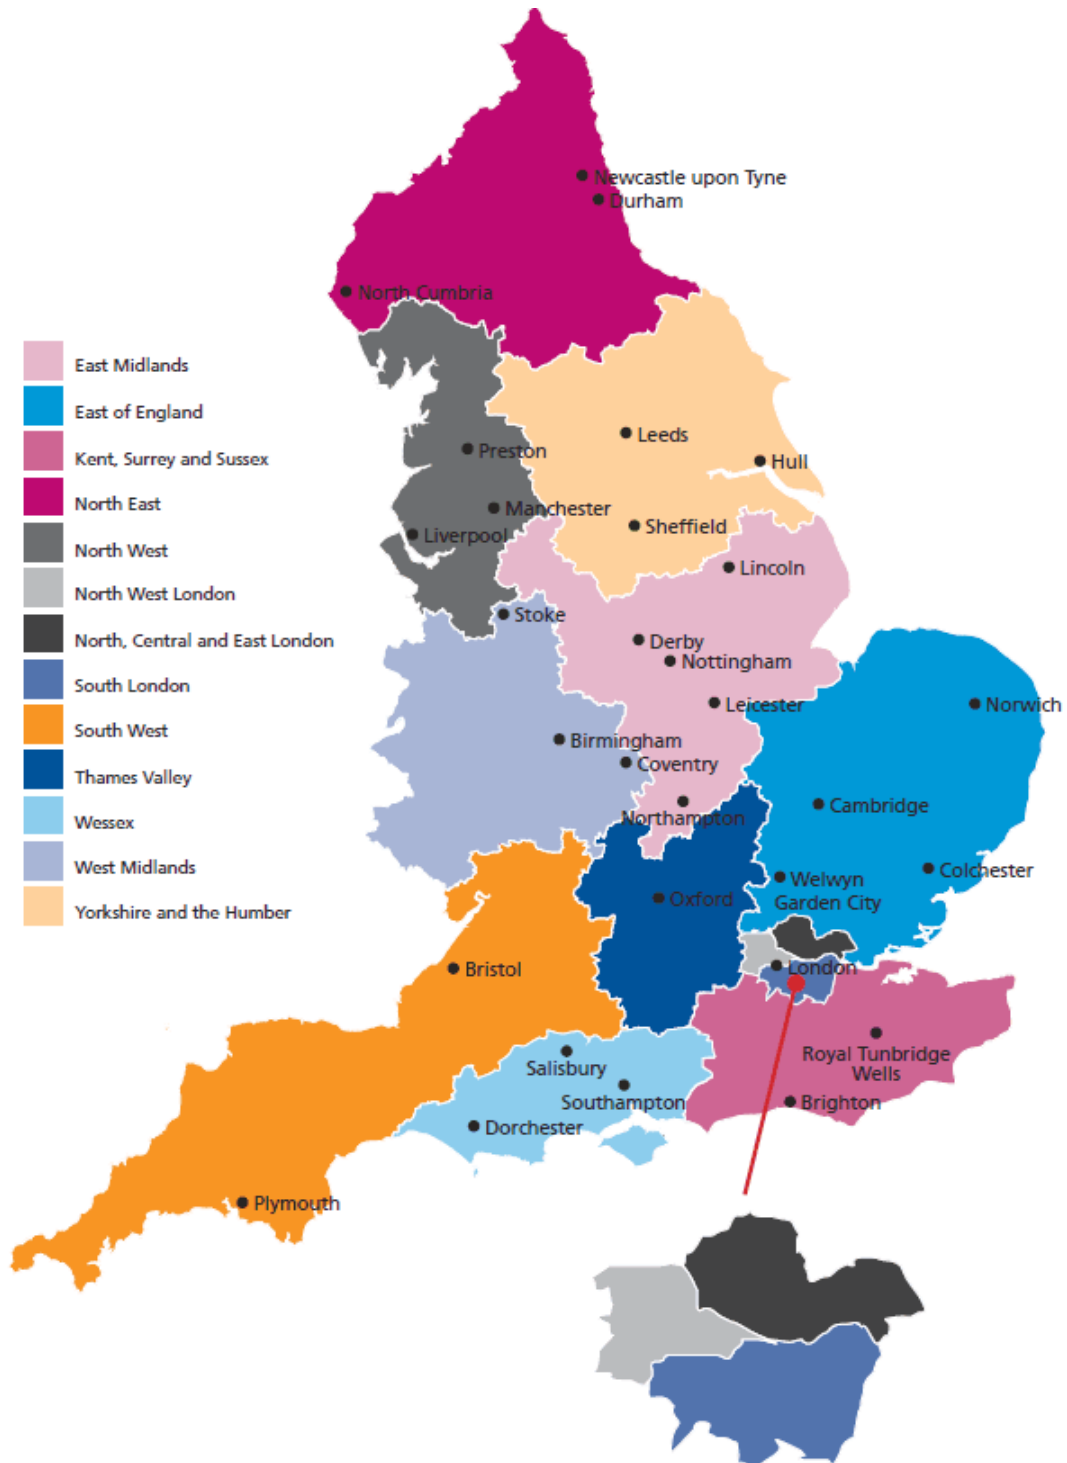 Newcastle upon Tyne
Durham
North Cumbria
East Midlands
East of England
Kent, Surrey and Sussex
North East
North West
North West London
North, Central and East London
South London
South West
Thames Valley
Wessex
West Midlands
Yorkshire and the Humber
Leeds
Preston
Hull
Manchester
Sheffield
Liverpool
Lincoln
Stoke
Derby
Nottingham
Leicester
Norwich
Birmingham
Coventry
Cambridge
Northampton
Colchester
Welwyn
Garden City
Oxford
London
Bristol
Royal Tunbridge
Wells
Salisbury
Southampton
Brighton
Dorchester
Plymouth